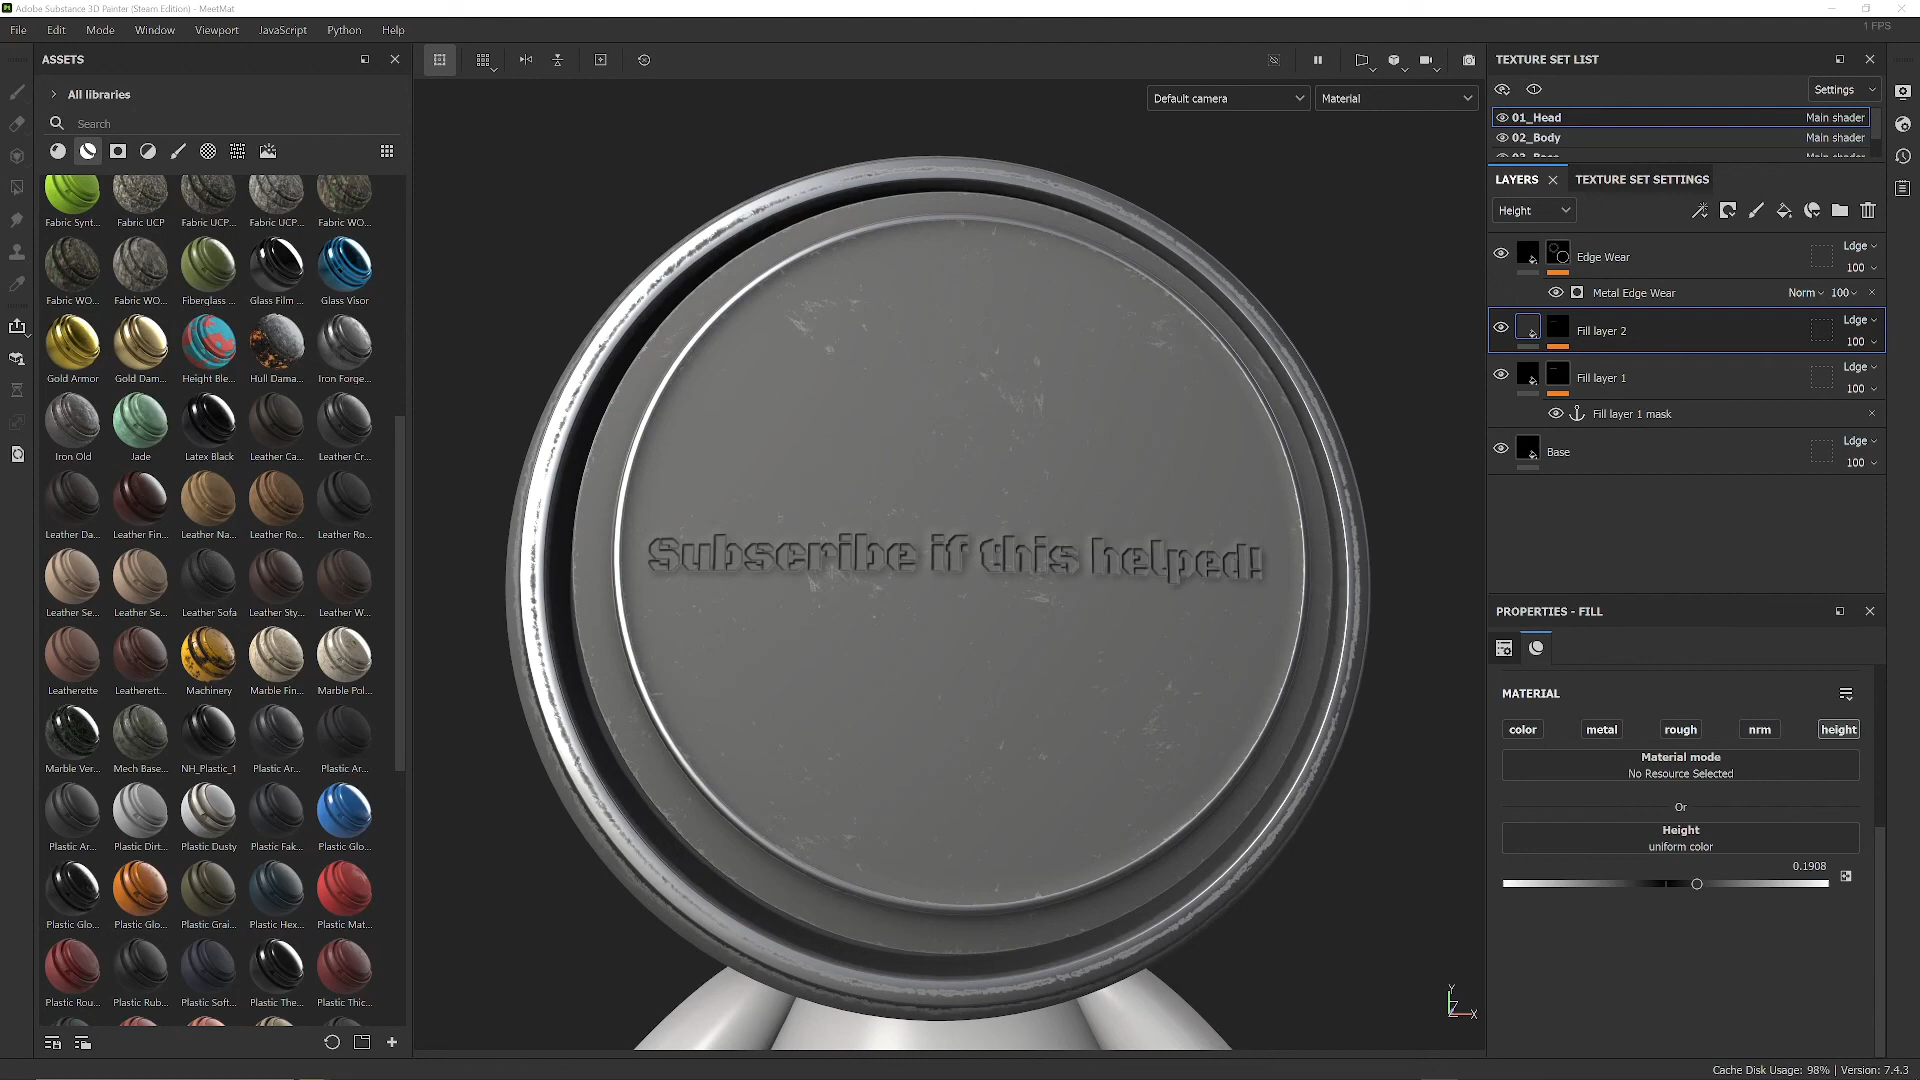 Adobe Substance 3D Painter (Steam Edition) - MeetMat
File Edit Mode Window Viewport JavaScript Python Help
1 FPS
ASSETS
All libraries
Search
Fabric Synt... Fabric UCP Fabric UCP... Fabric UCP... Fabric WO...
Fabric WO... Fabric WO... Fiberglass ... Glass Film ... Glass Visor
Gold Armor Gold Dam... Height Ble... Hull Dama... Iron Forge...
Iron Old Jade Latex Black Leather Ca... Leather Cr...
Leather Da... Leather Fin... Leather Na... Leather Ro... Leather Ro...
Leather Se... Leather Se... Leather Sofa Leather Sty... Leather W...
Leatherette Leatherett... Machinery Marble Fin... Marble Pol...
Marble Ver... Mech Base... NH_Plastic_1 Plastic Ar... Plastic Ar...
Plastic Ar... Plastic Dirt... Plastic Dusty Plastic Fak... Plastic Glo...
Plastic Glo... Plastic Glo... Plastic Grai... Plastic Hex... Plastic Mat...
Plastic Rou... Plastic Rub... Plastic Soft... Plastic The... Plastic Thic...
Default camera Material
Subscribe if this helped!
Y
Z
X
TEXTURE SET LIST
Settings
01_Head Main shader
02_Body Main shader
LAYERS TEXTURE SET SETTINGS
Height
Edge Wear Ldge 100
Metal Edge Wear Norm 100
Fill layer 2 Ldge 100
Fill layer 1 Ldge 100
Fill layer 1 mask
Base Ldge 100
PROPERTIES - FILL
MATERIAL
color metal rough nrm height
Material mode
No Resource Selected
Or
Height
uniform color
0.1908
Cache Disk Usage: 98% | Version: 7.4.3